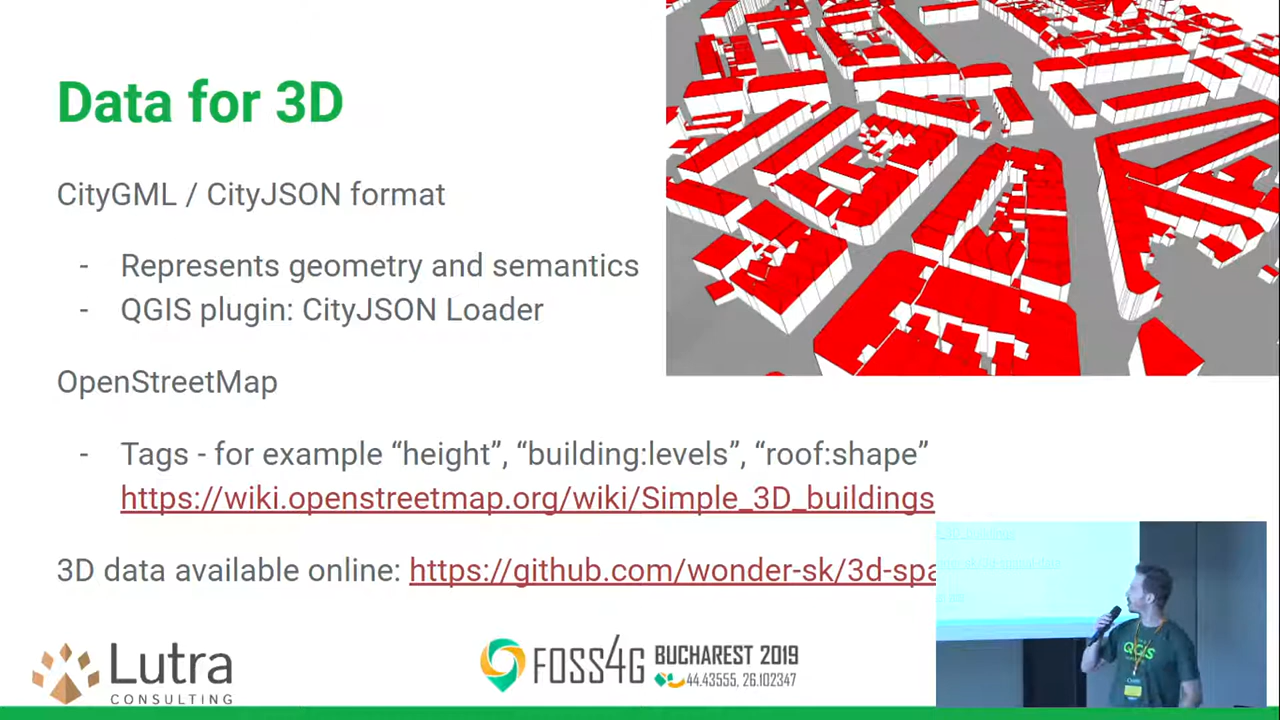 Data for 3D
CityGML / CityJSON format
- Represents geometry and semantics
- QGIS plugin: CityJSON Loader
OpenStreetMap
- Tags - for example “height”, “building:levels”, “roof:shape”
https://wiki.openstreetmap.org/wiki/Simple_3D_buildings
3D data available online: https://github.com/wonder-sk/3d-spa
Lutra
CONSULTING
FOSS4G BUCHAREST 2019
44.43555, 26.102347
QGIS